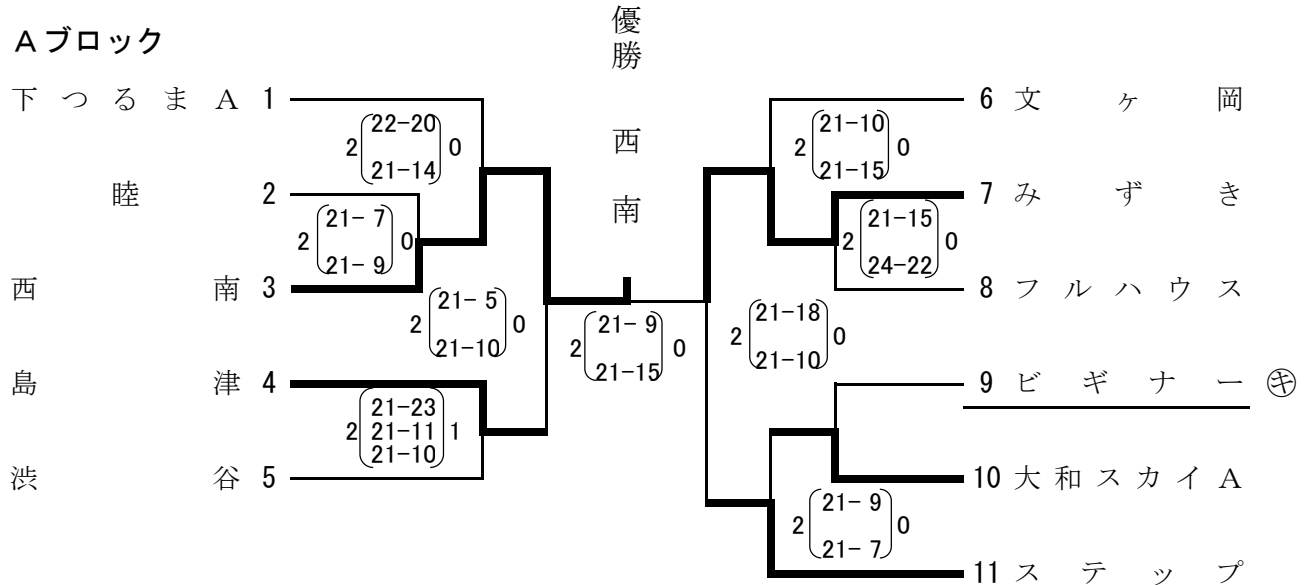 Aブロック
優勝 西南
下つるまA 1
22-20
2 0
21-14
睦 2
21- 7
2 0
21- 9
西南 3
21- 5
2 0
21-10
島津 4
21-23
2 21-11 1
21-10
渋谷 5
21- 9
2 0
21-15
6 文ヶ岡
21-10
2 0
21-15
7 みずき
21-15
2 0
24-22
8 フルハウス
21-18
2 0
21-10
9 ビギナー ㋖
10 大和スカイA
21- 9
2 0
21- 7
11 ステップ